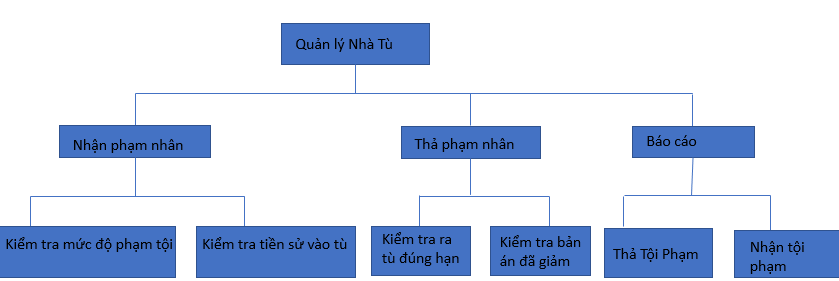 Quản lý Nhà Tù
Nhận phạm nhân
Thả phạm nhân
Báo cáo
Kiểm tra mức độ phạm tội
Kiểm tra tiền sử vào tù
Kiểm tra ra
tù đúng hạn
Kiểm tra bản
án đã giảm
Thả Tội Phạm
Nhận tội
phạm